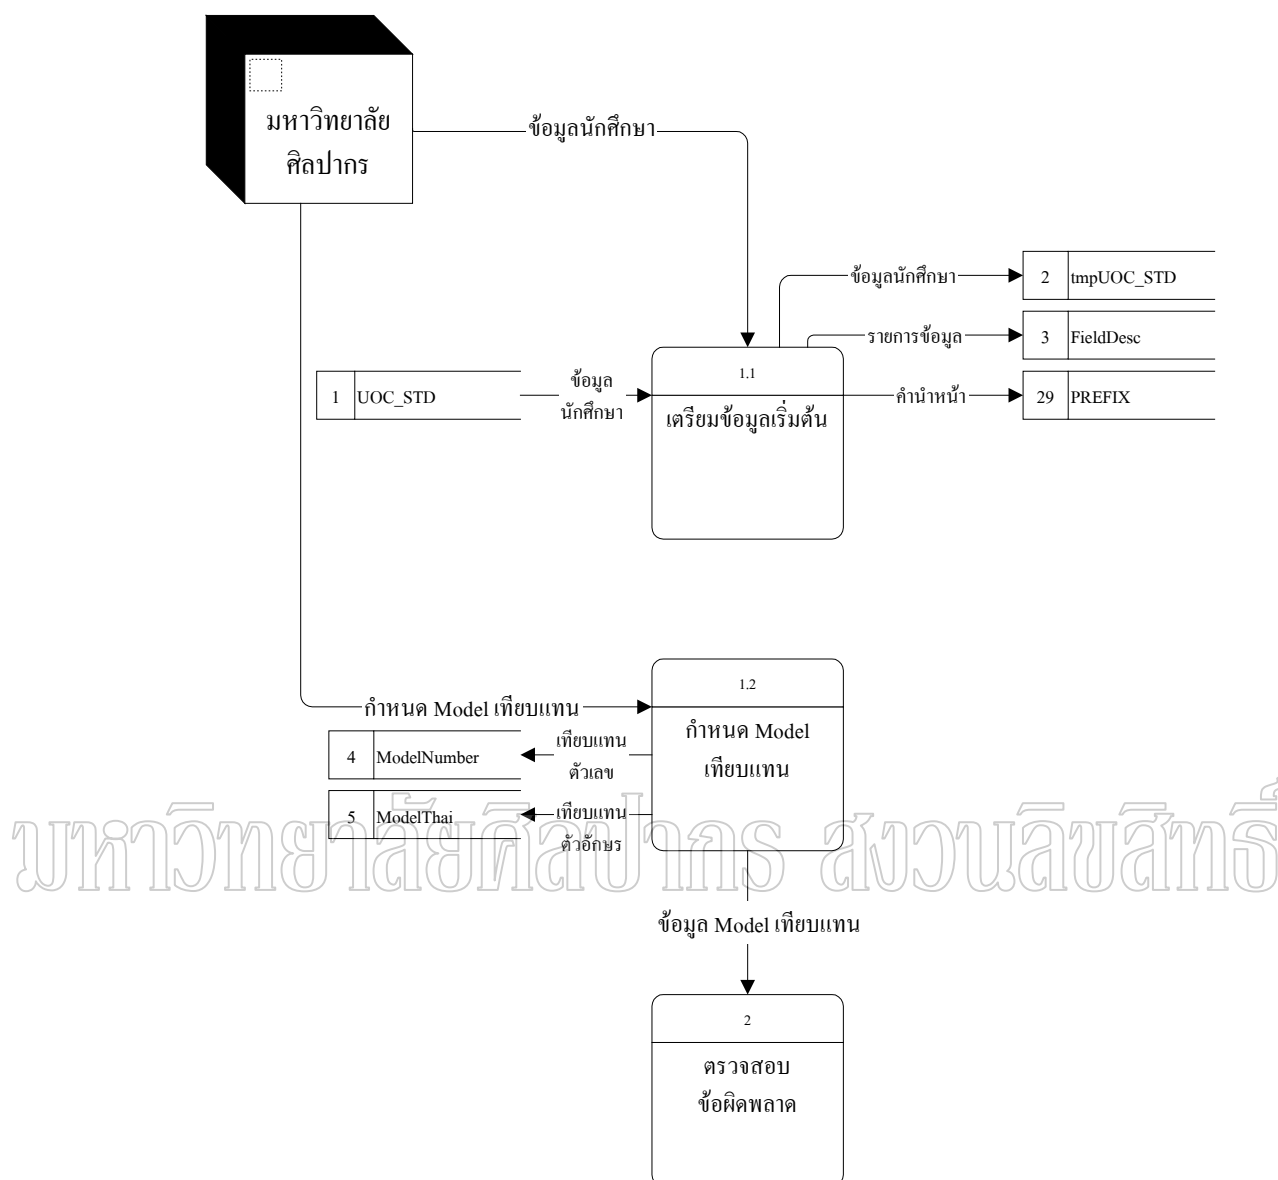 มหาวิทยาลัย
ศิลปากร
ข้อมูลนักศึกษา
ข้อมูลนักศึกษา
2 tmpUOC_STD
รายการข้อมูล
3 FieldDesc
1 UOC_STD
ข้อมูล
นักศึกษา
1.1
เตรียมข้อมูลเริ่มต้น
คำนำหน้า
29 PREFIX
กำหนด Model เทียบแทน
1.2
กำหนด Model
เทียบแทน
4 ModelNumber
เทียบแทน
ตัวเลข
5 ModelThai
เทียบแทน
ตัวอักษร
มหาวิทยาลัยศิลปากร สงวนลิขสิทธิ์
ข้อมูล Model เทียบแทน
2
ตรวจสอบ
ข้อผิดพลาด